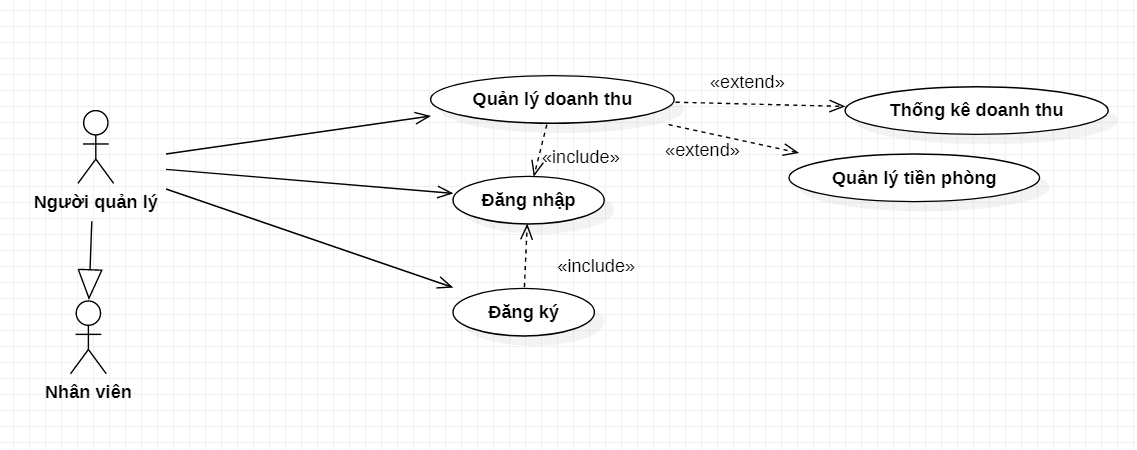 Quản lý doanh thu
«extend»
Thống kê doanh thu
«include»
«extend»
Quản lý tiền phòng
Người quản lý
Đăng nhập
«include»
Đăng ký
Nhân viên